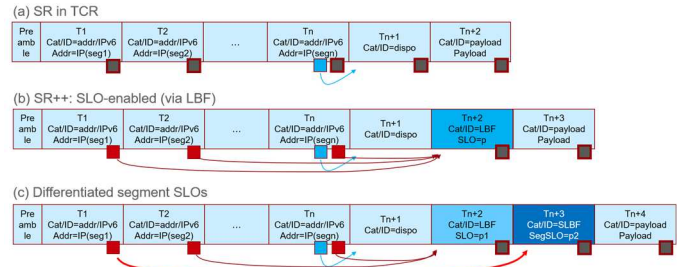 (a) SR in TCR
Pre
amb
le
T1
Cat/ID=addr/IPv6
Addr=IP(seg1)
T2
Cat/ID=addr/IPv6
Addr=IP(seg2)
...
Tn
Cat/ID=addr/IPv6
Addr=IP(segn)
Tn+1
Cat/ID=dispo
Tn+2
Cat/ID=payload
Payload
(b) SR++: SLO-enabled (via LBF)
Pre
amb
le
T1
Cat/ID=addr/IPv6
Addr=IP(seg1)
T2
Cat/ID=addr/IPv6
Addr=IP(seg2)
...
Tn
Cat/ID=addr/IPv6
Addr=IP(segn)
Tn+1
Cat/ID=dispo
Tn+2
Cat/ID=LBF
SLO=p
Tn+3
Cat/ID=payload
Payload
(c) Differentiated segment SLOs
Pre
amb
le
T1
Cat/ID=addr/IPv6
Addr=IP(seg1)
T2
Cat/ID=addr/IPv6
Addr=IP(seg2)
...
Tn
Cat/ID=addr/IPv6
Addr=IP(segn)
Tn+1
Cat/ID=dispo
Tn+2
Cat/ID=LBF
SLO=p1
Tn+3
Cat/ID=SLBF
SegSLO=p2
Tn+4
Cat/ID=payload
Payload